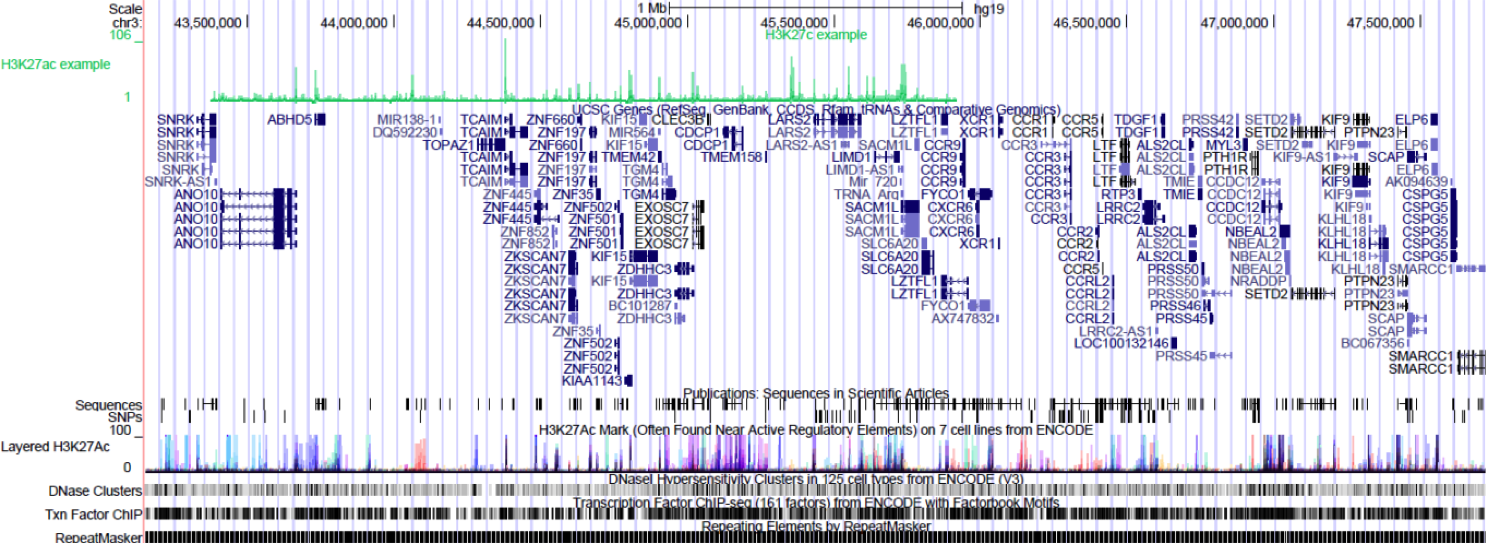 Scale 1 Mb hg19
chr3: 43,500,000 44,000,000 44,500,000 45,000,000 45,500,000 46,000,000 46,500,000 47,000,000 47,500,000
106 H3K27c example
H3K27ac example
1
UCSC Genes (RefSeq, GenBank, CCDS, Rfam, tRNAs & Comparative Genomics)
SNRK ABHD5 MIR138-1 TCAIM ZNF660 KIF15 CLEC3B LARS2 LZTFL1 XCR1 CCR1 CCR5 TDGF1 PRSS42 SETD2 KIF9 ELP6
SNRK DQ592230 TCAIM ZNF197 MIR564 CDCP1 LARS2 LZTFL1 XCR1 CCR1 CCR5 TDGF1 PRSS42 SETD2 PTPN23 ELP6
SNRK TOPAZ1 ZNF660 KIF15 CDCP1 LARS2-AS1 SACM1L CCR9 CCR3 LTF ALS2CL MYL3 SETD2 KIF9 ELP6
SNRK TCAIM ZNF197 TMEM42 TMEM158 LIMD1 CCR9 CCR3 LTF ALS2CL PTH1R KIF9-AS1 SCAP
SNRK TCAIM ZNF197 TGM4 LIMD1-AS1 CCR9 CCR3 LTF ALS2CL PTH1R KIF9 ELP6
SNRK-AS1 TCAIM ZNF197 TGM4 Mir_720 CCR9 CCR3 LTF TMIE CCDC12 KIF9 AK094639
ANO10 ZNF445 ZNF35 TGM4 TRNA_Arg FYCO1 CCR3 RTP3 TMIE CCDC12 KIF9 CSPG5
ANO10 ZNF445 ZNF502 EXOSC7 SACM1L CXCR6 CCR3 LRRC2 CCDC12 KIF9 CSPG5
ANO10 ZNF445 ZNF501 EXOSC7 SACM1L CXCR6 CCR3 LRRC2 CCDC12 KLHL18 CSPG5
ANO10 ZNF852 ZNF501 EXOSC7 SACM1L CXCR6 CCR2 ALS2CL NBEAL2 KLHL18 CSPG5
ANO10 ZNF852 ZNF501 EXOSC7 SLC6A20 XCR1 CCR2 ALS2CL NBEAL2 KLHL18 CSPG5
ZKSCAN7 KIF15 SLC6A20 CCR2 ALS2CL NBEAL2 KLHL18 CSPG5
ZKSCAN7 ZDHHC3 SLC6A20 CCR5 PRSS50 NBEAL2 KLHL18 SMARCC1
ZKSCAN7 KIF15 LZTFL1 CCRL2 PRSS50 NRADDP PTPN23
ZKSCAN7 ZDHHC3 LZTFL1 CCRL2 PRSS50 SETD2 PTPN23
ZKSCAN7 BC101287 FYCO1 CCRL2 PRSS46 PTPN23
ZKSCAN7 ZDHHC3 AX747832 CCRL2 PRSS45 SCAP
ZNF35 LRRC2-AS1 SCAP
ZNF502 LOC100132146 BC067356
ZNF502 PRSS45 SMARCC1
ZNF502 SMARCC1
KIAA1143
Publications: Sequences in Scientific Articles
Sequences
SNPs
H3K27Ac Mark (Often Found Near Active Regulatory Elements) on 7 cell lines from ENCODE
100
Layered H3K27Ac
0
DNaseI Hypersensitivity Clusters in 125 cell types from ENCODE (V3)
DNase Clusters
Transcription Factor ChIP-seq (161 factors) from ENCODE with Factorbook Motifs
Txn Factor ChIP
Repeating Elements by RepeatMasker
RepeatMasker